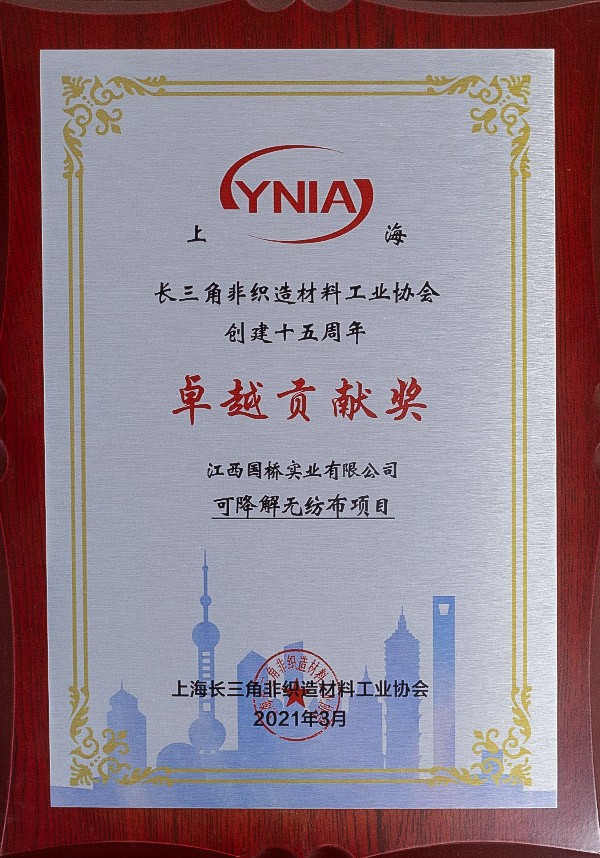 YNIA
上 海
长三角非织造材料工业协会
创建十五周年
卓越贡献奖
江西国桥实业有限公司
可降解无纺布项目
上海长三角非织造材料工业协会
2021年3月